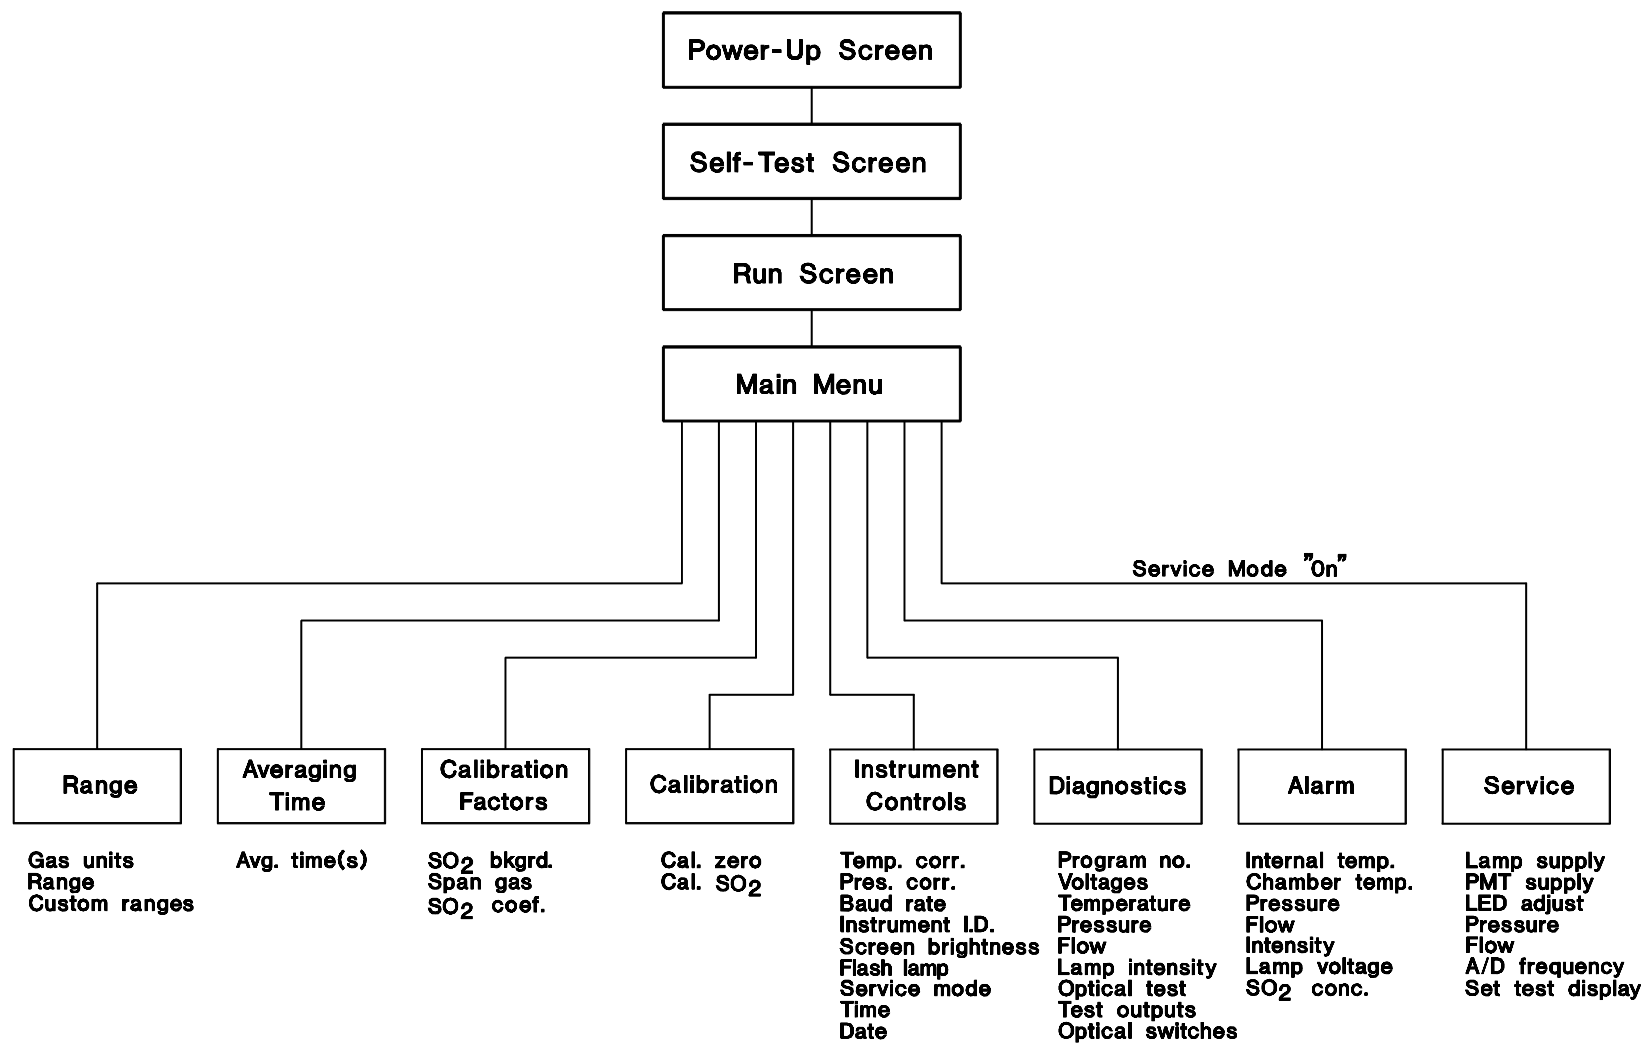 Power-Up Screen
Self-Test Screen
Run Screen
Main Menu
Service Mode "On"
Range
Gas units
Range
Custom ranges
Averaging
Time
Avg. time(s)
Calibration
Factors
SO2 bkgrd.
Span gas
SO2 coef.
Calibration
Cal. zero
Cal. SO2
Instrument
Controls
Temp. corr.
Pres. corr.
Baud rate
Instrument I.D.
Screen brightness
Flash lamp
Service mode
Time
Date
Diagnostics
Program no.
Voltages
Temperature
Pressure
Flow
Lamp intensity
Optical test
Test outputs
Optical switches
Alarm
Internal temp.
Chamber temp.
Pressure
Flow
Intensity
Lamp voltage
SO2 conc.
Service
Lamp supply
PMT supply
LED adjust
Pressure
Flow
A/D frequency
Set test display